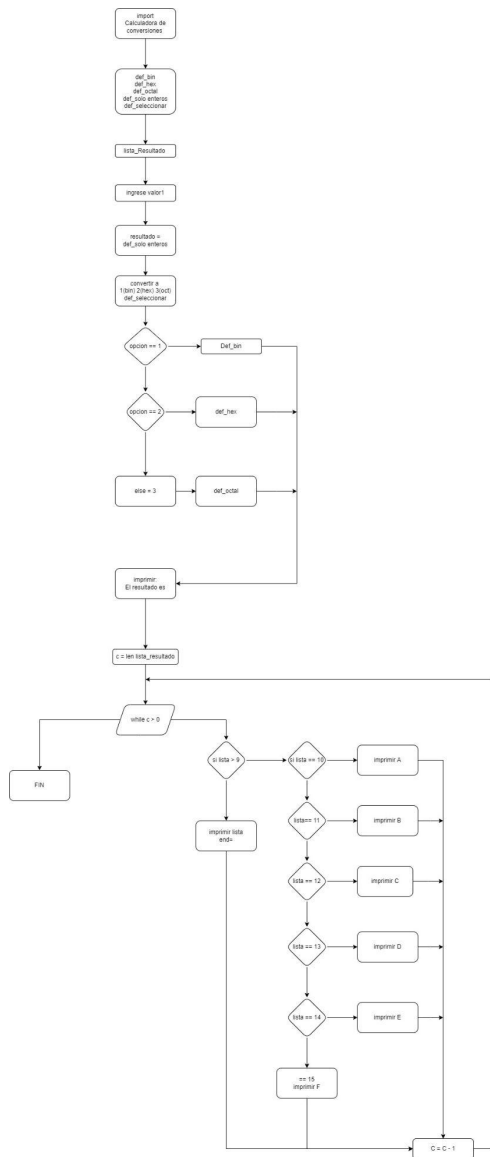 import
Calculadora de
conversiones
def_bin
def_hex
def_octal
def_solo enteros
def_seleccionar
lista_Resultado
ingrese valor1
resultado =
def_solo enteros
convertir a
1(bin) 2(hex) 3(oct)
def_seleccionar
opcion == 1
Def_bin
opcion == 2
def_hex
else = 3
def_octal
imprimir:
El resultado es
c = len lista_resultado
while c > 0
FIN
si lista > 9
si lista == 10
imprimir A
imprimir lista
end=
lista== 11
imprimir B
lista == 12
imprimir C
lista == 13
imprimir D
lista == 14
imprimir E
== 15
imprimir F
C = C - 1